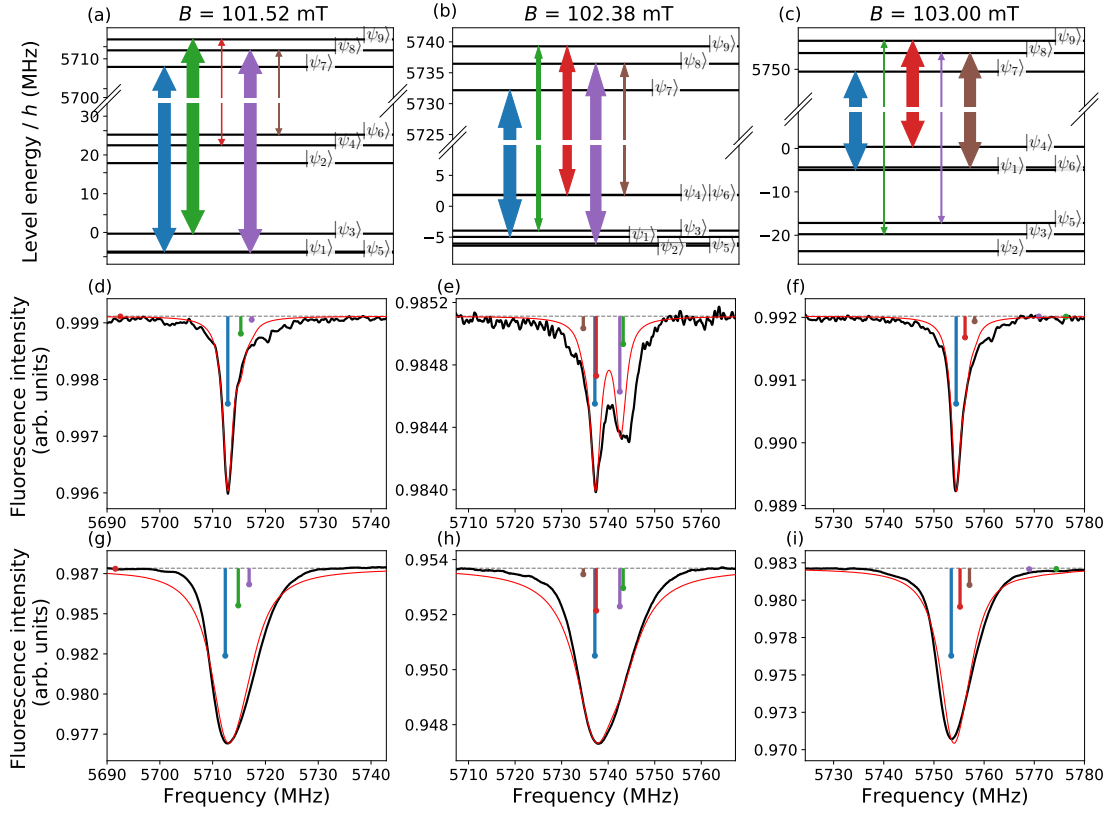 (a) B = 101.52 mT
(b) B = 102.38 mT
(c) B = 103.00 mT
Level energy / h (MHz)
5710
5700
30
20
10
0
|ψ9⟩
|ψ8⟩
|ψ7⟩
|ψ6⟩
|ψ4⟩
|ψ2⟩
|ψ3⟩
|ψ1⟩ |ψ5⟩
5740
5735
5730
5725
5
0
−5
|ψ9⟩
|ψ8⟩
|ψ7⟩
|ψ4⟩ |ψ6⟩
|ψ3⟩
|ψ1⟩
|ψ2⟩ |ψ5⟩
5750
0
−10
−20
|ψ9⟩
|ψ8⟩
|ψ7⟩
|ψ4⟩
|ψ1⟩ |ψ6⟩
|ψ5⟩
|ψ3⟩
|ψ2⟩
Fluorescence intensity
(arb. units)
(d)
0.999
0.998
0.997
0.996
5690 5700 5710 5720 5730 5740
(e)
0.9852
0.9848
0.9844
0.9840
5710 5720 5730 5740 5750 5760
(f)
0.992
0.991
0.990
0.989
5730 5740 5750 5760 5770 5780
Fluorescence intensity
(arb. units)
(g)
0.987
0.985
0.982
0.980
0.977
5690 5700 5710 5720 5730 5740
Frequency (MHz)
(h)
0.954
0.952
0.950
0.948
5710 5720 5730 5740 5750 5760
Frequency (MHz)
(i)
0.983
0.980
0.978
0.975
0.973
0.970
5730 5740 5750 5760 5770 5780
Frequency (MHz)